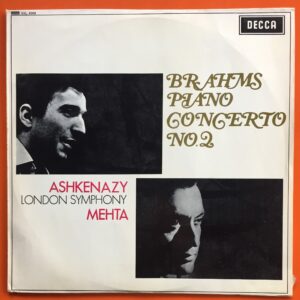 DECCA
BRAHMS
PIANO
CONCERTO
NO.2
ASHKENAZY
LONDON SYMPHONY
MEHTA